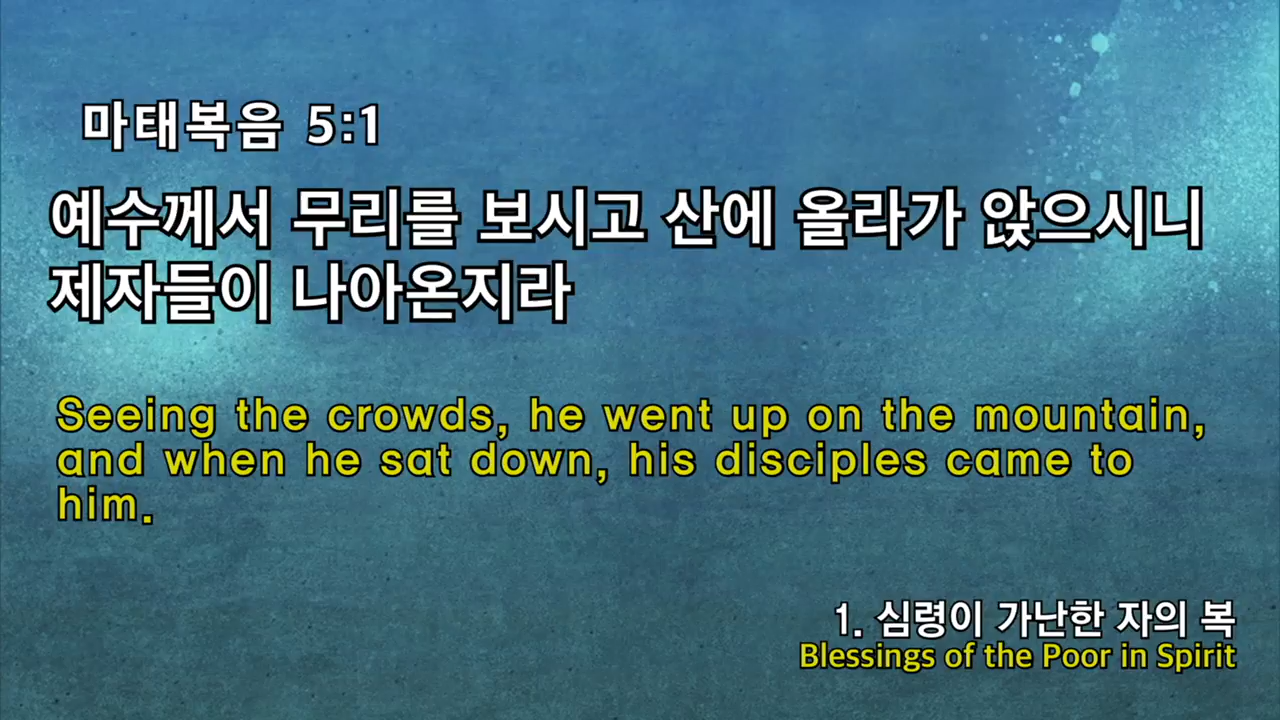 마태복음 5:1
예수께서 무리를 보시고 산에 올라가 앉으시니
제자들이 나아온지라
Seeing the crowds, he went up on the mountain,
and when he sat down, his disciples came to
him.
1. 심령이 가난한 자의 복
Blessings of the Poor in Spirit